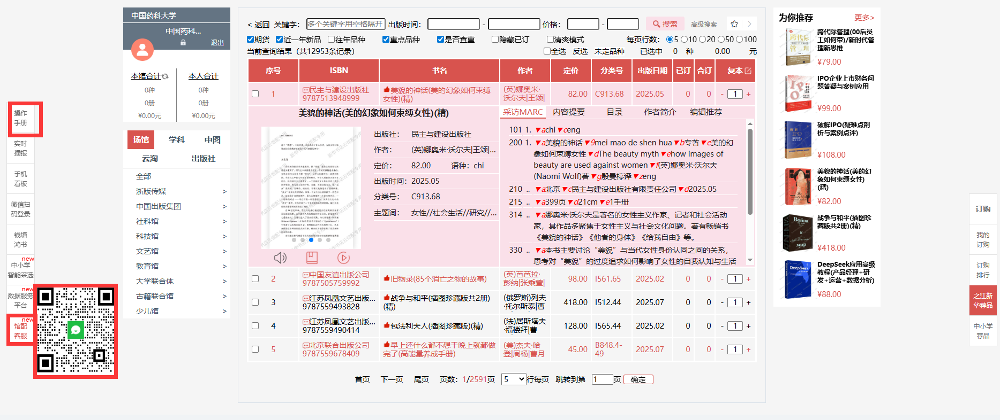 操作
手册
实时
播报
手机
看板
微信扫
码登录
钱塘
鸿书
new
中小学
智能采选
new
数据服务
平台
new
馆配
客服
中国药科大学
中国药科...
退出
本馆合计 本人合计
0种 0种
0册 0册
¥0.00元 ¥0.00元
场馆 学科 中图
云淘 出版社
全部
浙版传媒 >
中国出版集团 >
社科馆 >
科技馆 >
文艺馆 >
教育馆 >
大学联合体 >
古籍联合馆 >
少儿馆 >
< 返回 关键字: 多个关键字用空格隔开 出版时间: - 价格: - 搜索 高级搜索 >
期货 近一年新品 往年品种 重点品种 是否查重 隐藏已订 清爽模式 每页行数: 5 10 20 50 100
当前查询结果（共12953条记录） 全选 反选 未定品种 已选中 0 种 0.00 元
序号 ISBN 书名 作者 定价 分类号 出版日期 已订 合订 复本
1 民主与建设出版社 9787513948999 美貌的神话(美的幻象如何束缚女性)(精) (英)娜奥米·沃尔夫|王颂| 82.00 C913.68 2025.05 0 0 - 1 +
美貌的神话(美的幻象如何束缚女性)(精)
出版社: 民主与建设出版社
作者: (英)娜奥米·沃尔夫|王颂|...
定价: 82.00 语种: chi
出版时间: 2025.05
分类号: C913.68
主题词: 女性//社会生活//研究//...
采访MARC 内容提要 目录 作者简介 编辑推荐
101 1. ▼achi▼ceng
200 1. ▼a美貌的神话▼9mei mao de shen hua▼b专著▼e美的幻
象如何束缚女性▼dThe beauty myth▼ehow images of
beauty are used against women▼f(英)娜奥米·沃尔夫
(Naomi Wolf)著▼g殷曼楟译▼zeng
210 .. ▼a北京▼c民主与建设出版社有限责任公司▼d2025.05
215 .. ▼a399页▼d21cm▼e1手册
314 .. ▼a娜奥米·沃尔夫是著名的女性主义作家、记者和社会活动
家，其作品多聚焦于女性主义与社会文化问题。著有畅销书
《美貌的神话》《他者的身体》《给我自由》等。
330 .. ▼a本书主要讨论“美貌”与当代女性身份认同之间的关系，
思考对“美貌”的过度追求如何影响了女性的自我认知与生活
2 中国友谊出版公司 9787505759992 旧物录(85个消亡之物的故事) (英)芭芭拉·彭纳|张乘萱| 98.00 I561.65 2025.02 0 0 - 1 +
3 江苏凤凰文艺出版... 9787559493828 战争与和平(插图珍藏版共2册)(精) (俄罗斯)列夫·托尔斯泰|曹 418.00 I512.44 2025.07 0 0 - 1 +
4 江苏凤凰文艺出版... 9787559490414 包法利夫人(插图珍藏版)(精) (法)居斯塔夫·福楼拜|曹 128.00 I565.44 2025.02 0 0 - 1 +
5 北京联合出版公司 9787559678409 早上还什么都不想干晚上就都做完了(高能量养成手册) (美)杰夫·哈登|周杨|曹月 45.00 B848.4-49 2025.07 0 0 - 1 +
首页 下一页 尾页 页数: 1/2591页 5 行每页 跳转到第 1 页 确定
为你推荐 更多>
跨代际管理(00后员
工如何带)/新时代管
理新思维
¥79.00
IPO企业上市财务问
题答疑与案例应用
¥99.00
破解IPO(疑难点剖
析与案例点评)
¥108.00
美貌的神话(美的幻
象如何束缚女性)
(精)
¥82.00
战争与和平(插图珍
藏版共2册)(精)
¥418.00
DeepSeek应用高级
教程(产品经理+研
发+运营+数据分析)
¥88.00
订购
我的
订购
订购
排行
之江新
华荐品
中小学
荐品